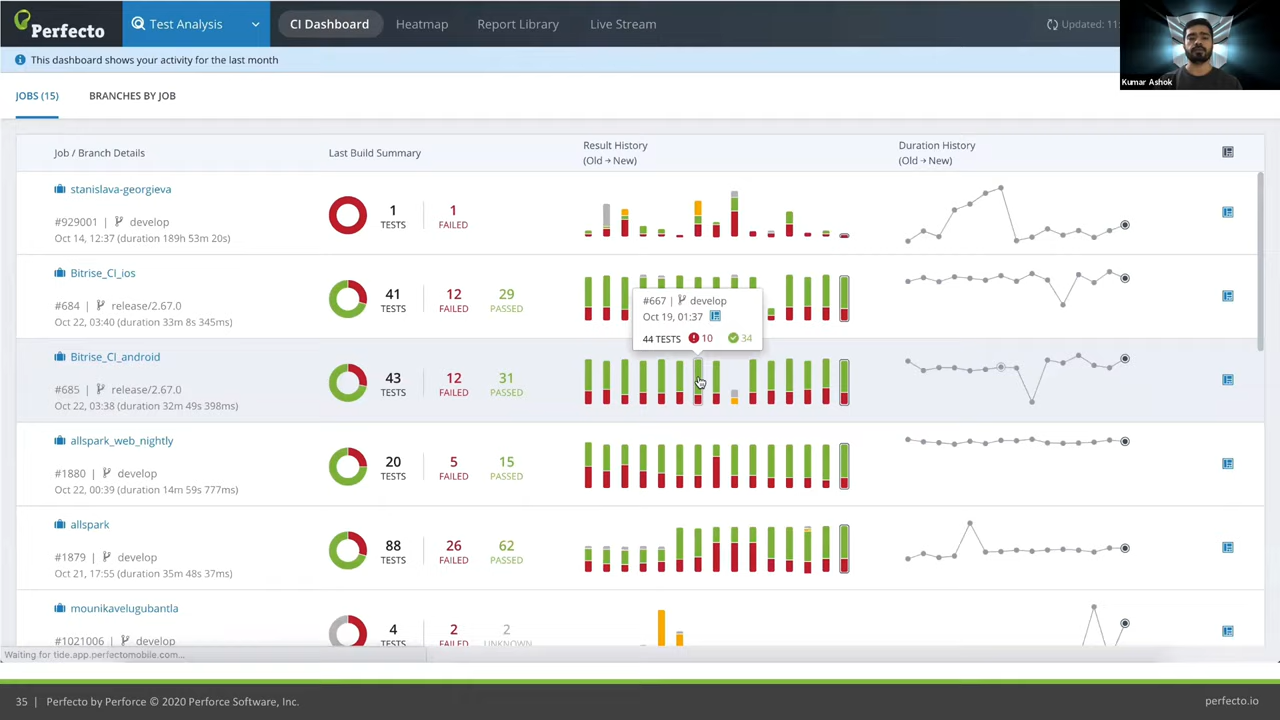 Perfecto
Test Analysis
CI Dashboard
Heatmap
Report Library
Live Stream
Updated: 11:
Kumar Ashok
This dashboard shows your activity for the last month
JOBS (15)
BRANCHES BY JOB
Job / Branch Details
Last Build Summary
Result History
(Old → New)
Duration History
(Old → New)
stanislava-georgieva
#929001 | develop
Oct 14, 12:37 (duration 189h 53m 20s)
1
TESTS
1
FAILED
Bitrise_CI_ios
#684 | release/2.67.0
Oct 22, 03:40 (duration 33m 8s 345ms)
41
TESTS
12
FAILED
29
PASSED
#667 | develop
Oct 19, 01:37
44 TESTS 10 34
Bitrise_CI_android
#685 | release/2.67.0
Oct 22, 03:38 (duration 32m 49s 398ms)
43
TESTS
12
FAILED
31
PASSED
allspark_web_nightly
#1880 | develop
Oct 22, 00:39 (duration 14m 59s 777ms)
20
TESTS
5
FAILED
15
PASSED
allspark
#1879 | develop
Oct 21, 17:55 (duration 35m 48s 37ms)
88
TESTS
26
FAILED
62
PASSED
mounikavelugubantla
#1021006 | develop
4
TESTS
2
FAILED
2
UNKNOWN
Waiting for tide.app.perfectomobile.com...
35 | Perfecto by Perforce © 2020 Perforce Software, Inc.
perfecto.io